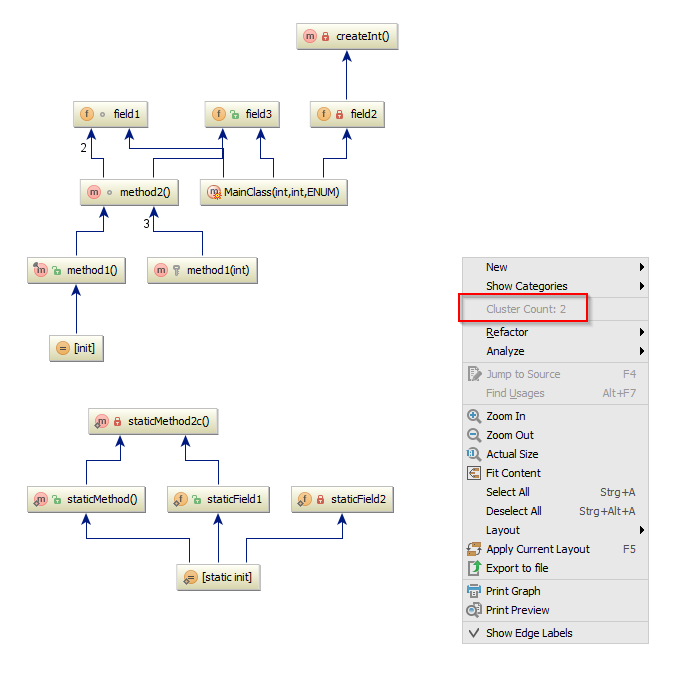 m createInt()
f field1
f field3
f field2
2
m method2()
m MainClass(int,int,ENUM)
3
m method1()
m method1(int)
= [init]
m staticMethod2c()
m staticMethod()
f staticField1
f staticField2
= [static init]
New
Show Categories
Cluster Count: 2
Refactor
Analyze
Jump to Source F4
Find Usages Alt+F7
Zoom In
Zoom Out
1:1 Actual Size
Fit Content
Select All Strg+A
Deselect All Strg+Alt+A
Layout
Apply Current Layout F5
Export to file
Print Graph
Print Preview
Show Edge Labels